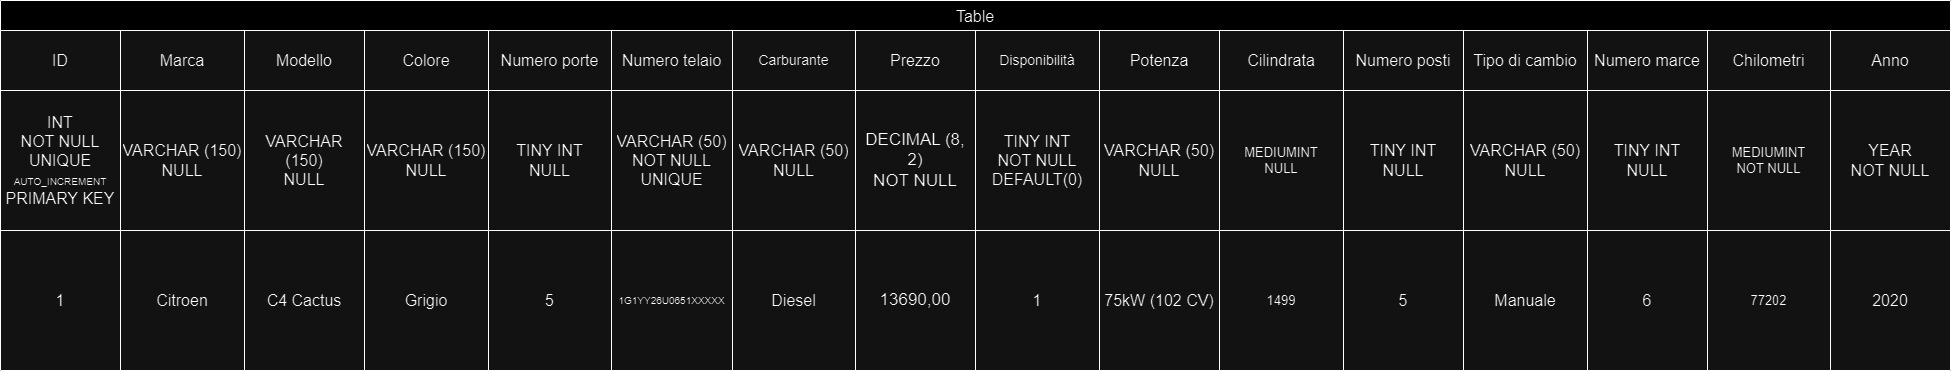 Table
ID
Marca
Modello
Colore
Numero porte
Numero telaio
Carburante
Prezzo
Disponibilità
Potenza
Cilindrata
Numero posti
Tipo di cambio
Numero marce
Chilometri
Anno
INT
NOT NULL
UNIQUE
AUTO_INCREMENT
PRIMARY KEY
VARCHAR (150)
NULL
VARCHAR
(150)
NULL
VARCHAR (150)
NULL
TINY INT
NULL
VARCHAR (50)
NOT NULL
UNIQUE
VARCHAR (50)
NULL
DECIMAL (8,
2)
NOT NULL
TINY INT
NOT NULL
DEFAULT(0)
VARCHAR (50)
NULL
MEDIUMINT
NULL
TINY INT
NULL
VARCHAR (50)
NULL
TINY INT
NULL
MEDIUMINT
NOT NULL
YEAR
NOT NULL
1
Citroen
C4 Cactus
Grigio
5
1G1YY26U0651XXXXX
Diesel
13690,00
1
75kW (102 CV)
1499
5
Manuale
6
77202
2020